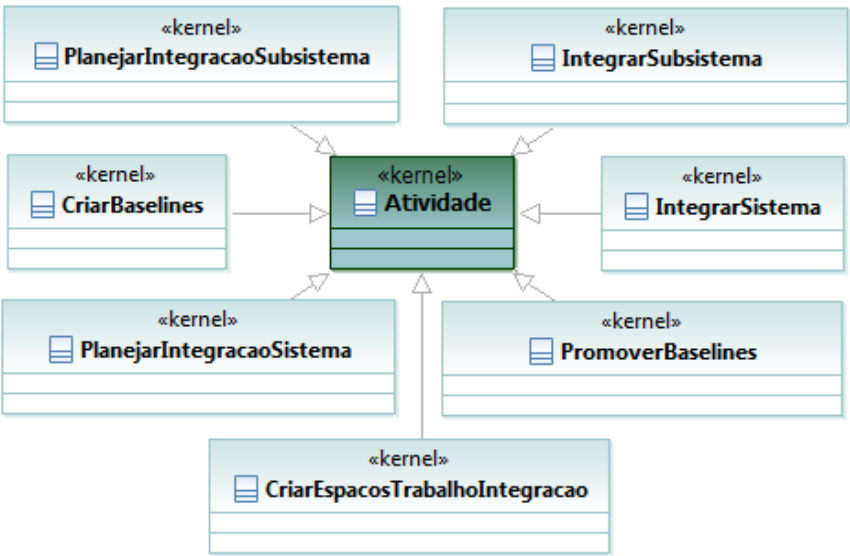 «kernel»
PlanejarIntegracaoSubsistema
«kernel»
IntegrarSubsistema
«kernel»
CriarBaselines
«kernel»
Atividade
«kernel»
IntegrarSistema
«kernel»
PlanejarIntegracaoSistema
«kernel»
PromoverBaselines
«kernel»
CriarEspacosTrabalhoIntegracao